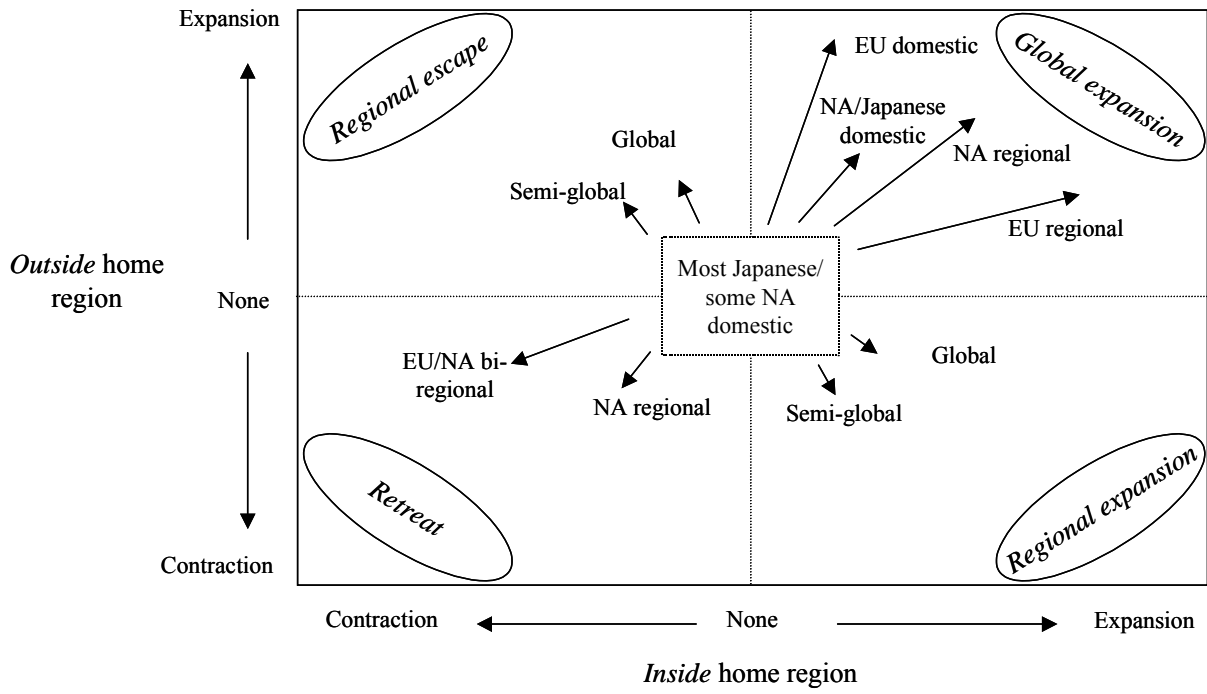 Expansion
Regional escape
EU domestic
Global expansion
NA/Japanese
domestic
Global
NA regional
Semi-global
EU regional
Outside home
region
None
Most Japanese/
some NA
domestic
EU/NA bi-
regional
NA regional
Global
Semi-global
Retreat
Regional expansion
Contraction
Contraction
None
Expansion
Inside home region